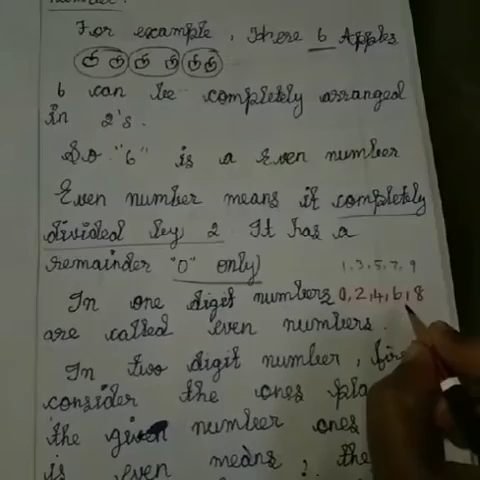 number.
For example, There 6 Apples
6 can be completely arranged
in 2's.
So "6" is a Even number
Even number means it completely
divided by 2 It has a
remainder "0" only)
1, 3, 5, 7, 9
In one digit numbers 0, 2, 4, 6, 8
are called even numbers.
In two digit number,
consider the ones
the given number ones
is even means, the